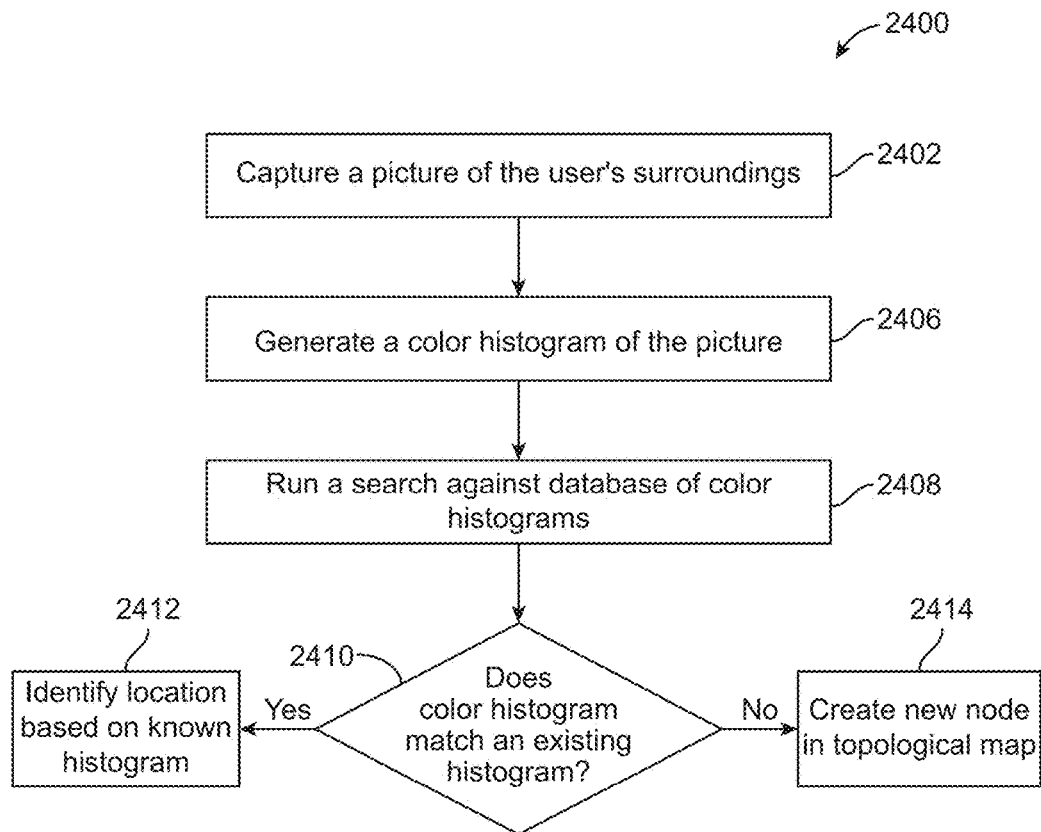 2400
Capture a picture of the user's surroundings
2402
Generate a color histogram of the picture
2406
Run a search against database of color
histograms
2408
2412
Identify location
based on known
histogram
Yes
2410
Does
color histogram
match an existing
histogram?
No
2414
Create new node
in topological map